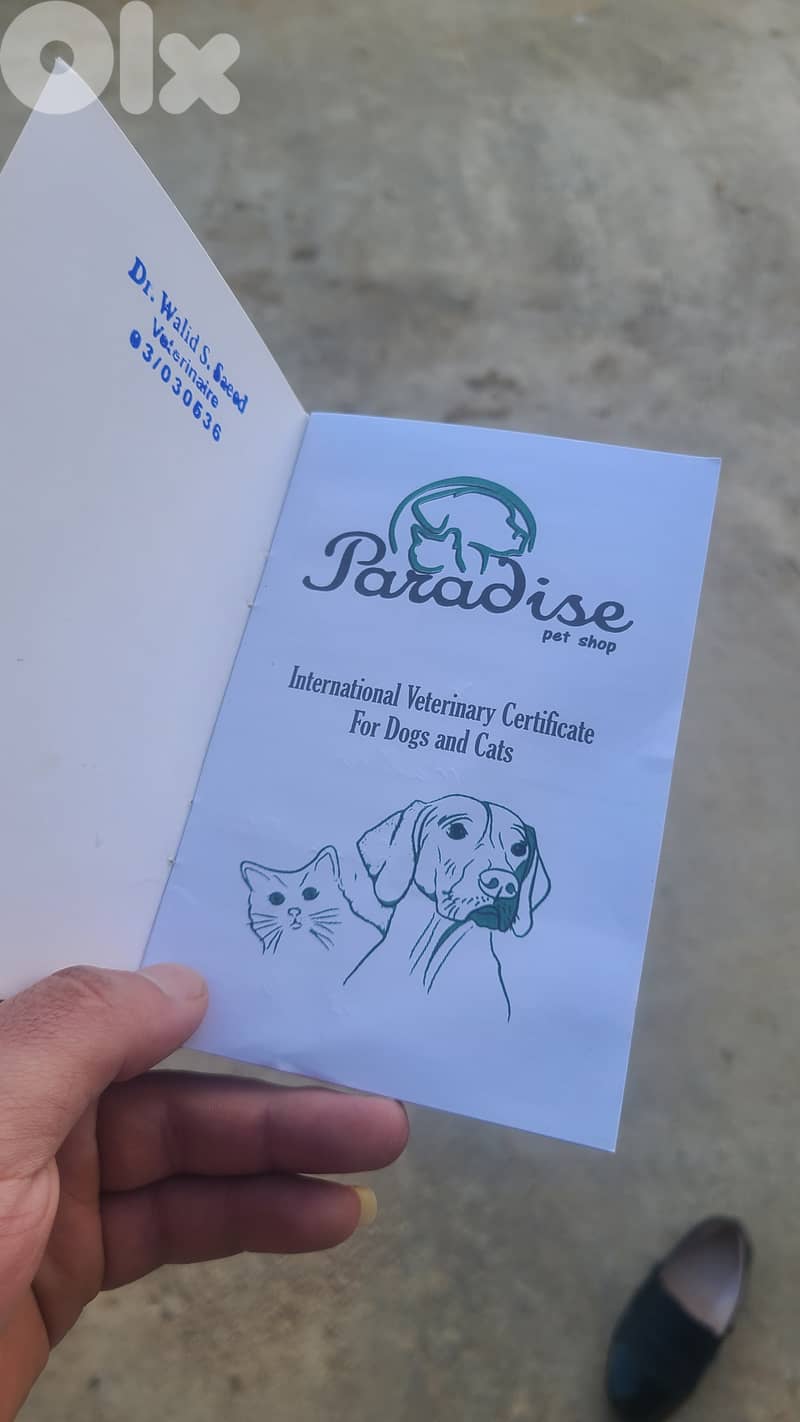 olx
Dr. Walid S. Saeed
Veterinaire
03/030636
Paradise
pet shop
International Veterinary Certificate
For Dogs and Cats